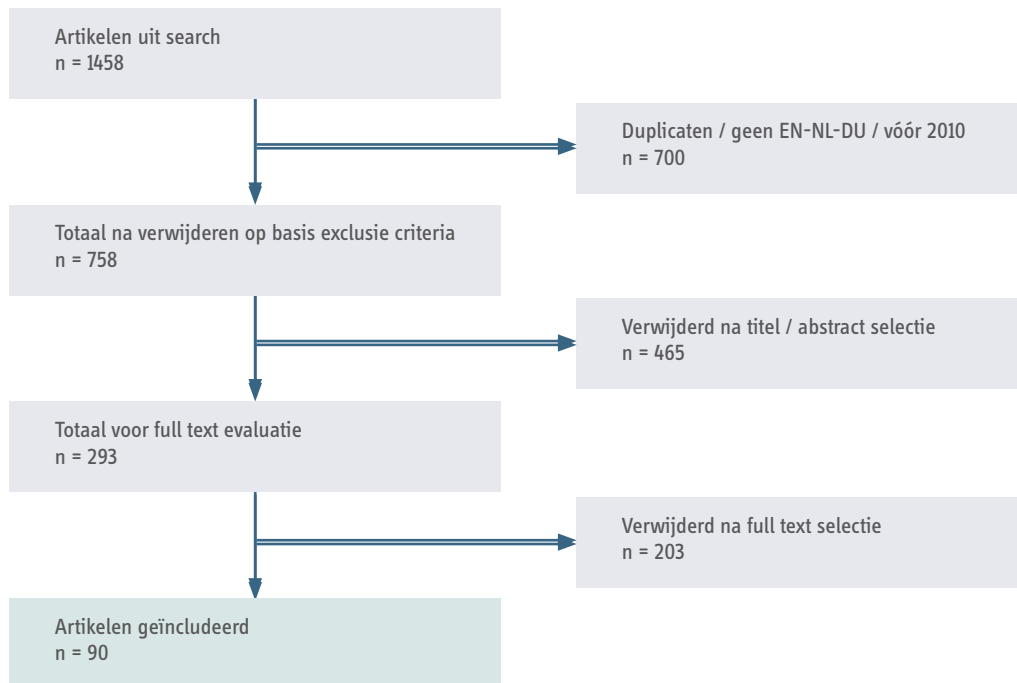 Artikelen uit search
n = 1458
Duplicaten / geen EN-NL-DU / vóór 2010
n = 700
Totaal na verwijderen op basis exclusie criteria
n = 758
Verwijderd na titel / abstract selectie
n = 465
Totaal voor full text evaluatie
n = 293
Verwijderd na full text selectie
n = 203
Artikelen geïncludeerd
n = 90